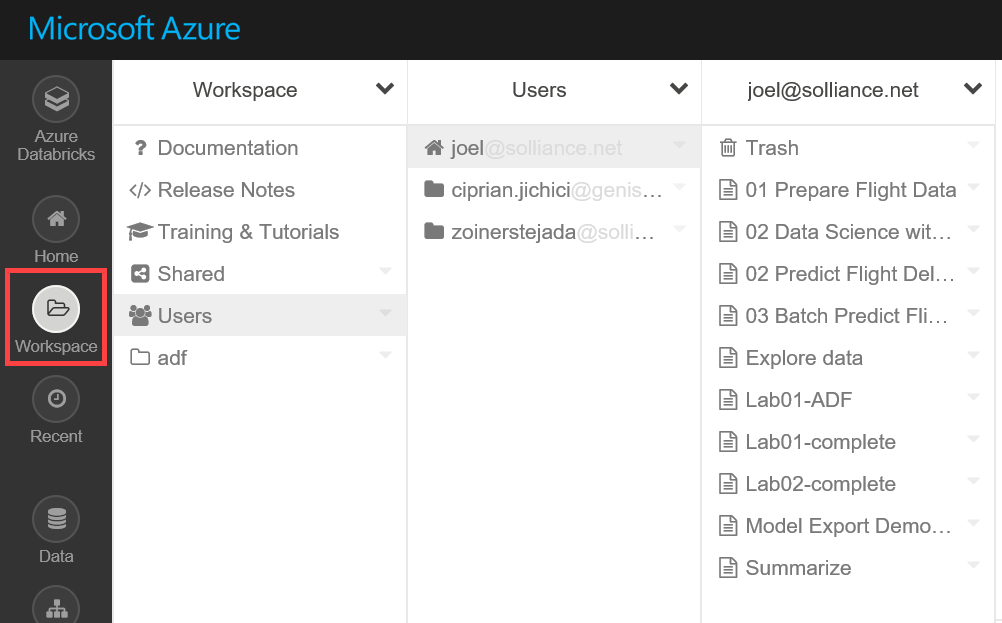 Microsoft Azure
Azure
Databricks
Home
Workspace
Recent
Data
Workspace
? Documentation
</> Release Notes
Training & Tutorials
Shared
Users
adf
Users
joel@solliance.net
ciprian.jichici@genis...
zoinerstejada@solli...
joel@solliance.net
Trash
01 Prepare Flight Data
02 Data Science wit...
02 Predict Flight Del...
03 Batch Predict Fli...
Explore data
Lab01-ADF
Lab01-complete
Lab02-complete
Model Export Demo...
Summarize